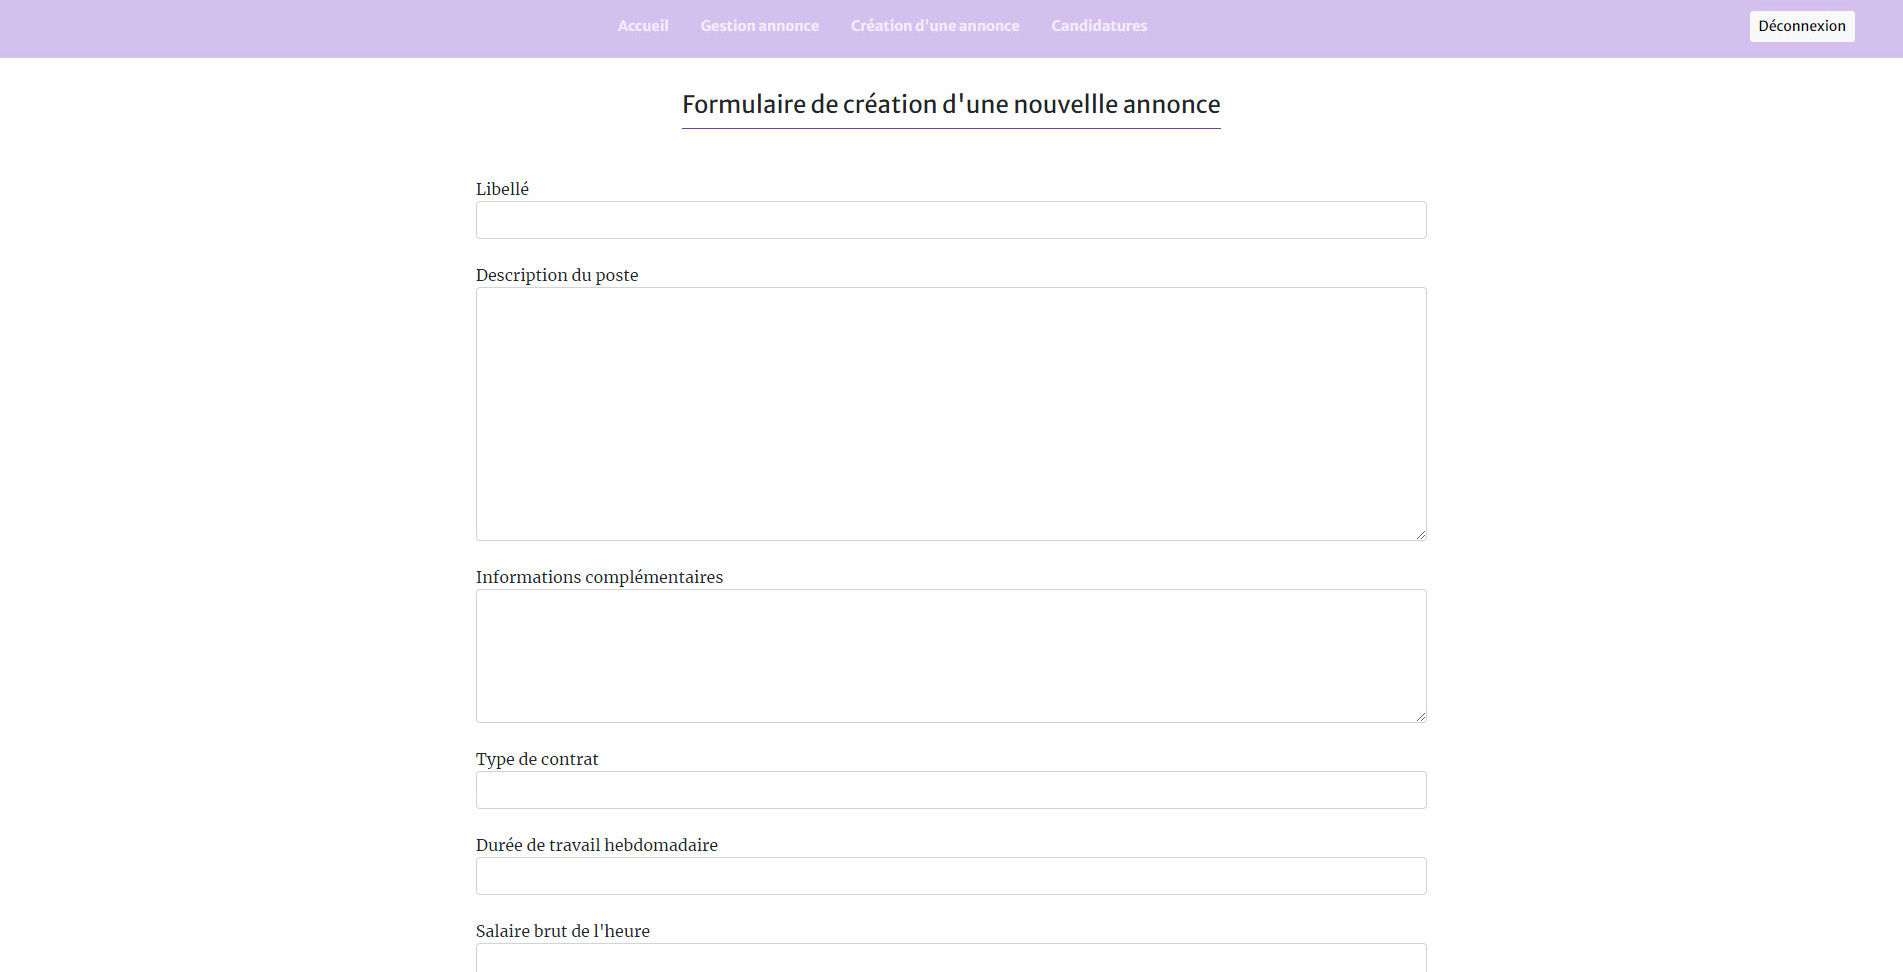 Accueil Gestion annonce Création d'une annonce Candidatures Déconnexion
Formulaire de création d'une nouvellle annonce
Libellé
Description du poste
Informations complémentaires
Type de contrat
Durée de travail hebdomadaire
Salaire brut de l'heure